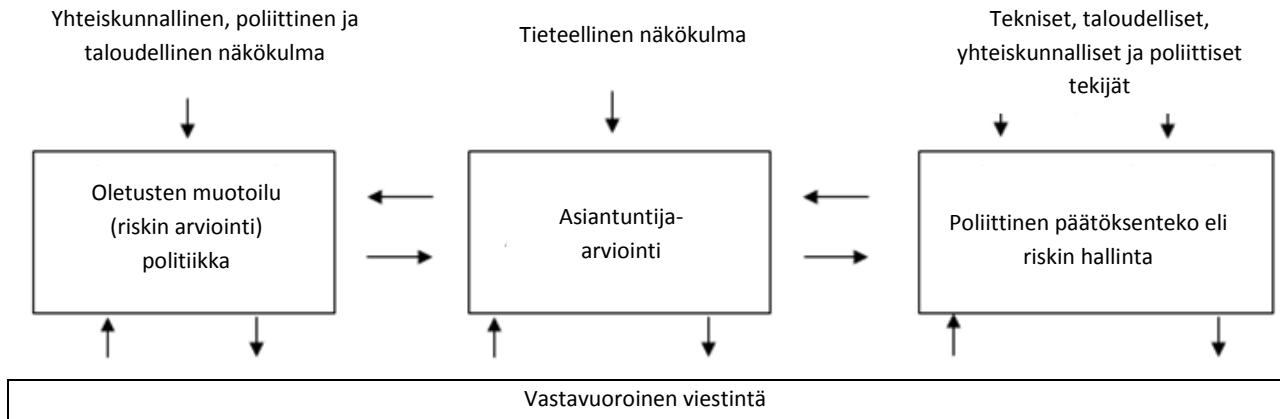 Yhteiskunnallinen, poliittinen ja
taloudellinen näkökulma
Tieteellinen näkökulma
Tekniset, taloudelliset,
yhteiskunnalliset ja poliittiset
tekijät
Oletusten muotoilu
(riskin arviointi)
politiikka
Asiantuntija-
arviointi
Poliittinen päätöksenteko eli
riskin hallinta
Vastavuoroinen viestintä